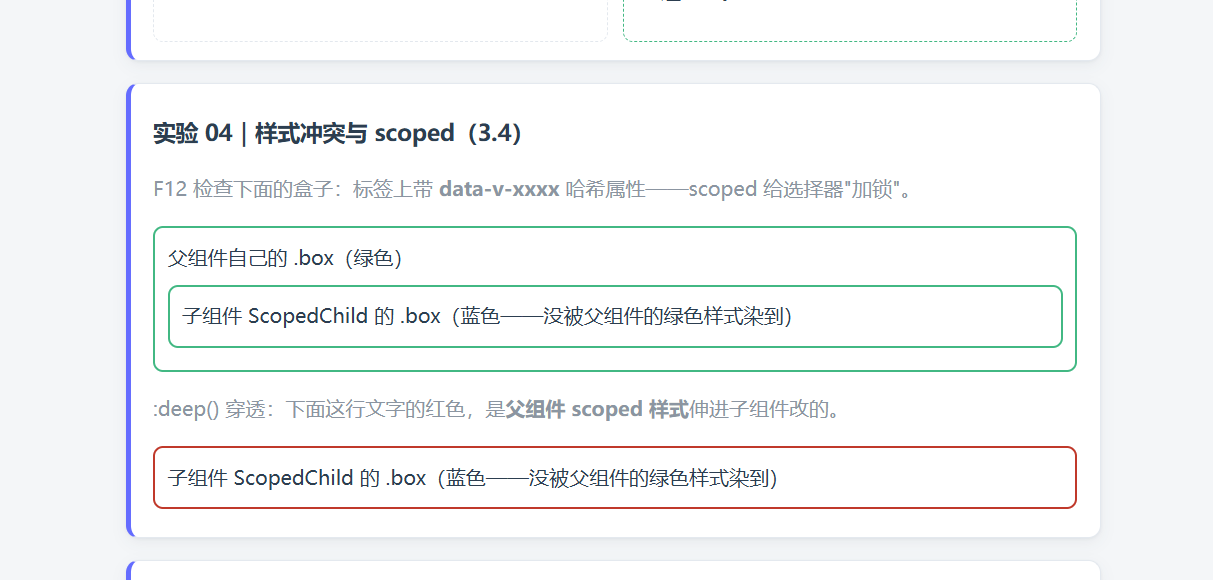 实验 04｜样式冲突与 scoped（3.4）
F12 检查下面的盒子：标签上带 data-v-xxxx 哈希属性——scoped 给选择器"加锁"。
父组件自己的 .box（绿色）
子组件 ScopedChild 的 .box（蓝色——没被父组件的绿色样式染到）
:deep() 穿透：下面这行文字的红色，是父组件 scoped 样式伸进子组件改的。
子组件 ScopedChild 的 .box（蓝色——没被父组件的绿色样式染到）